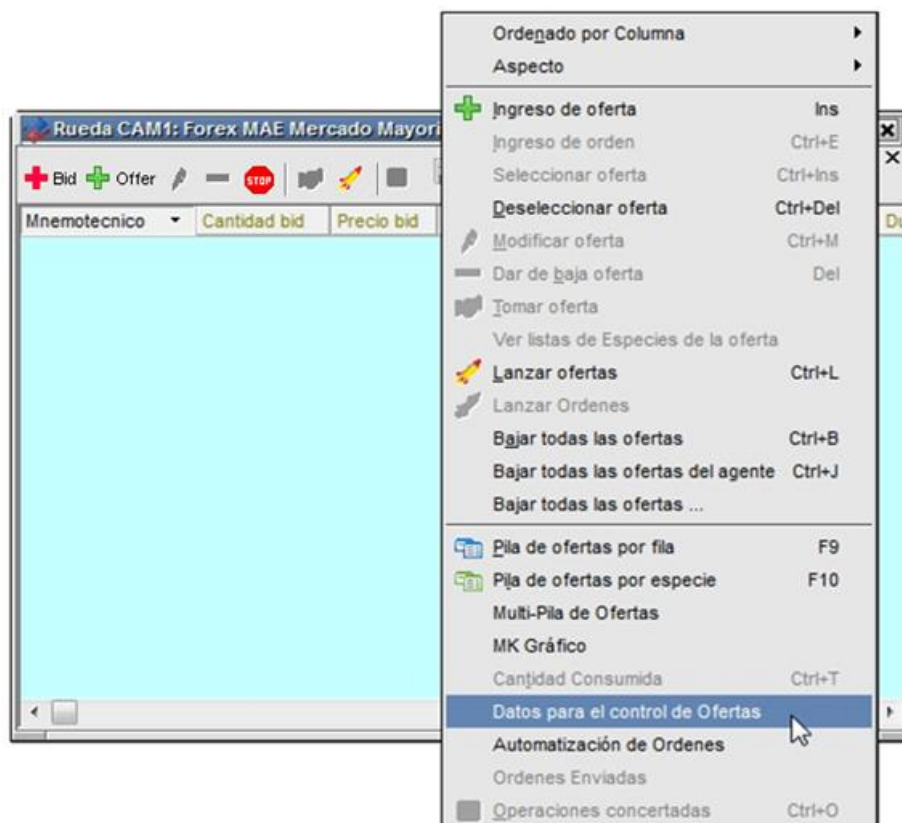 Ordenado por Columna
Aspecto
Ingreso de oferta Ins
Ingreso de orden Ctrl+E
Seleccionar oferta Ctrl+Ins
Deseleccionar oferta Ctrl+Del
Modificar oferta Ctrl+M
Dar de baja oferta Del
Tomar oferta
Ver listas de Especies de la oferta
Lanzar ofertas Ctrl+L
Lanzar Ordenes
Bajar todas las ofertas Ctrl+B
Bajar todas las ofertas del agente Ctrl+J
Bajar todas las ofertas ...
Pila de ofertas por fila F9
Pila de ofertas por especie F10
Multi-Pila de Ofertas
MK Gráfico
Cantidad Consumida Ctrl+T
Datos para el control de Ofertas
Automatización de Ordenes
Ordenes Enviadas
Operaciones concertadas Ctrl+O
Rueda CAM1: Forex MAE Mercado Mayori
Bid Offer STOP
Mnemotecnico Cantidad bid Precio bid